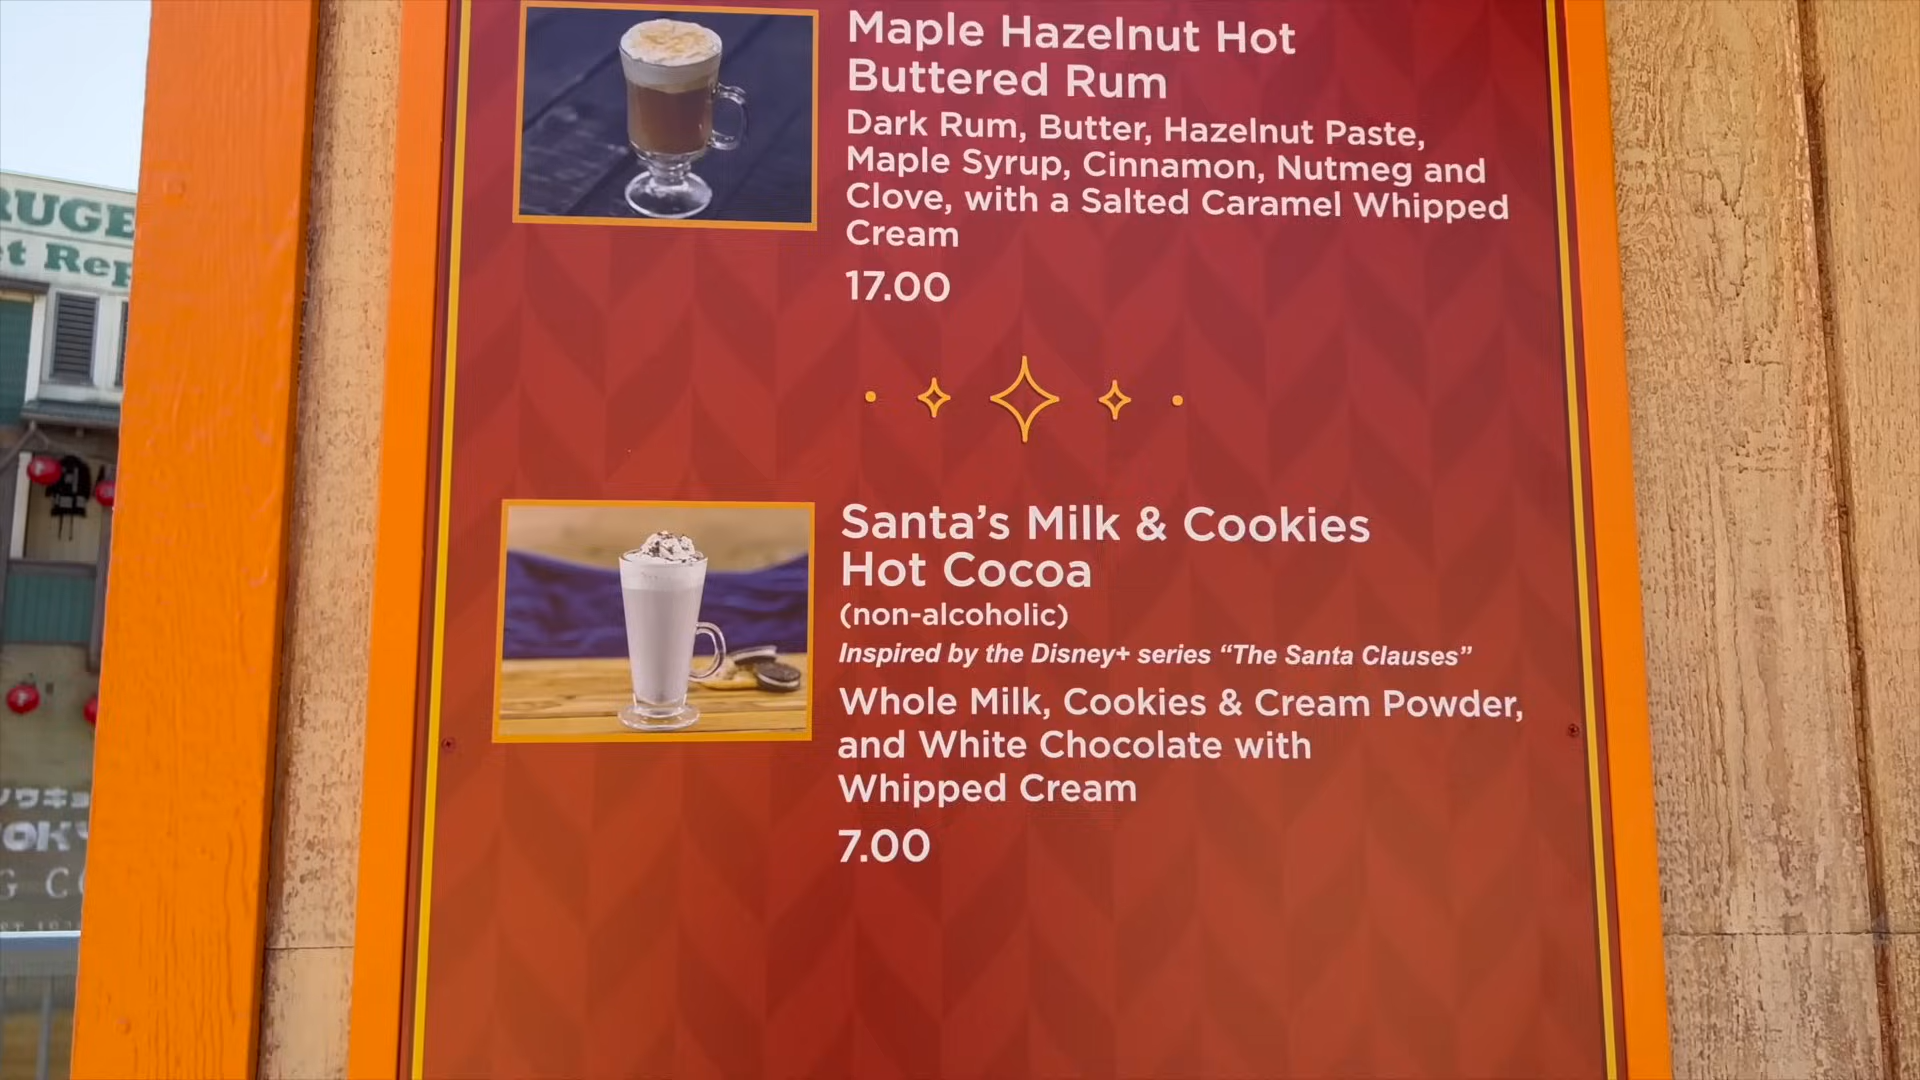 Maple Hazelnut Hot
Buttered Rum
Dark Rum, Butter, Hazelnut Paste,
Maple Syrup, Cinnamon, Nutmeg and
Clove, with a Salted Caramel Whipped
Cream
17.00
Santa's Milk & Cookies
Hot Cocoa
(non-alcoholic)
Inspired by the Disney+ series “The Santa Clauses”
Whole Milk, Cookies & Cream Powder,
and White Chocolate with
Whipped Cream
7.00